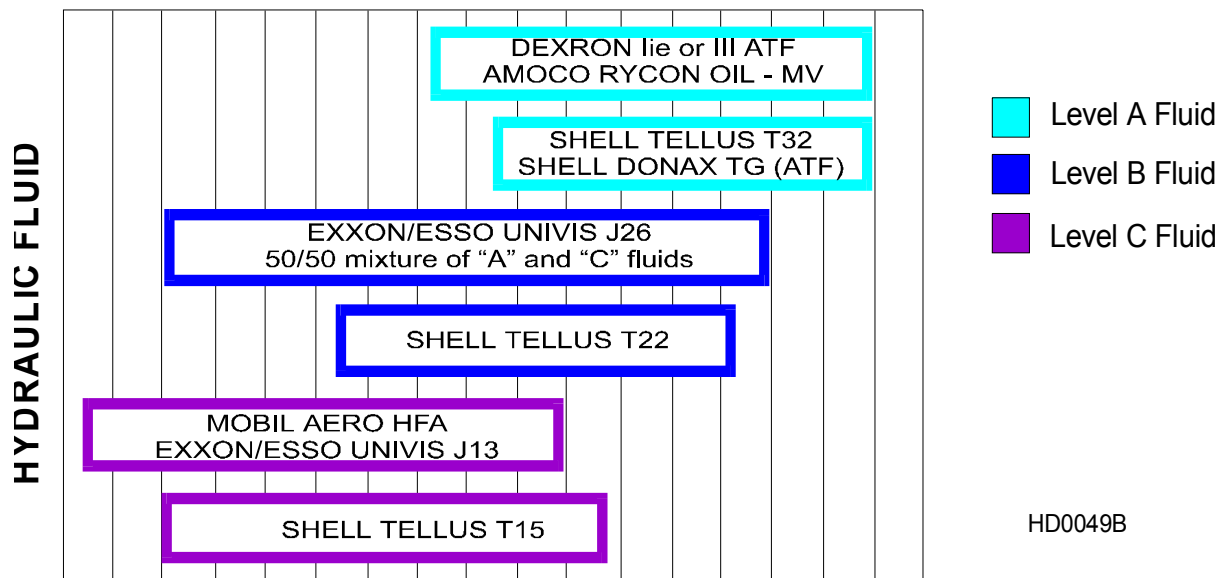 HYDRAULIC FLUID
DEXRON Iie or III ATF
AMOCO RYCON OIL - MV
SHELL TELLUS T32
SHELL DONAX TG (ATF)
EXXON/ESSO UNIVIS J26
50/50 mixture of “A” and “C” fluids
SHELL TELLUS T22
MOBIL AERO HFA
EXXON/ESSO UNIVIS J13
SHELL TELLUS T15
Level A Fluid
Level B Fluid
Level C Fluid
HD0049B